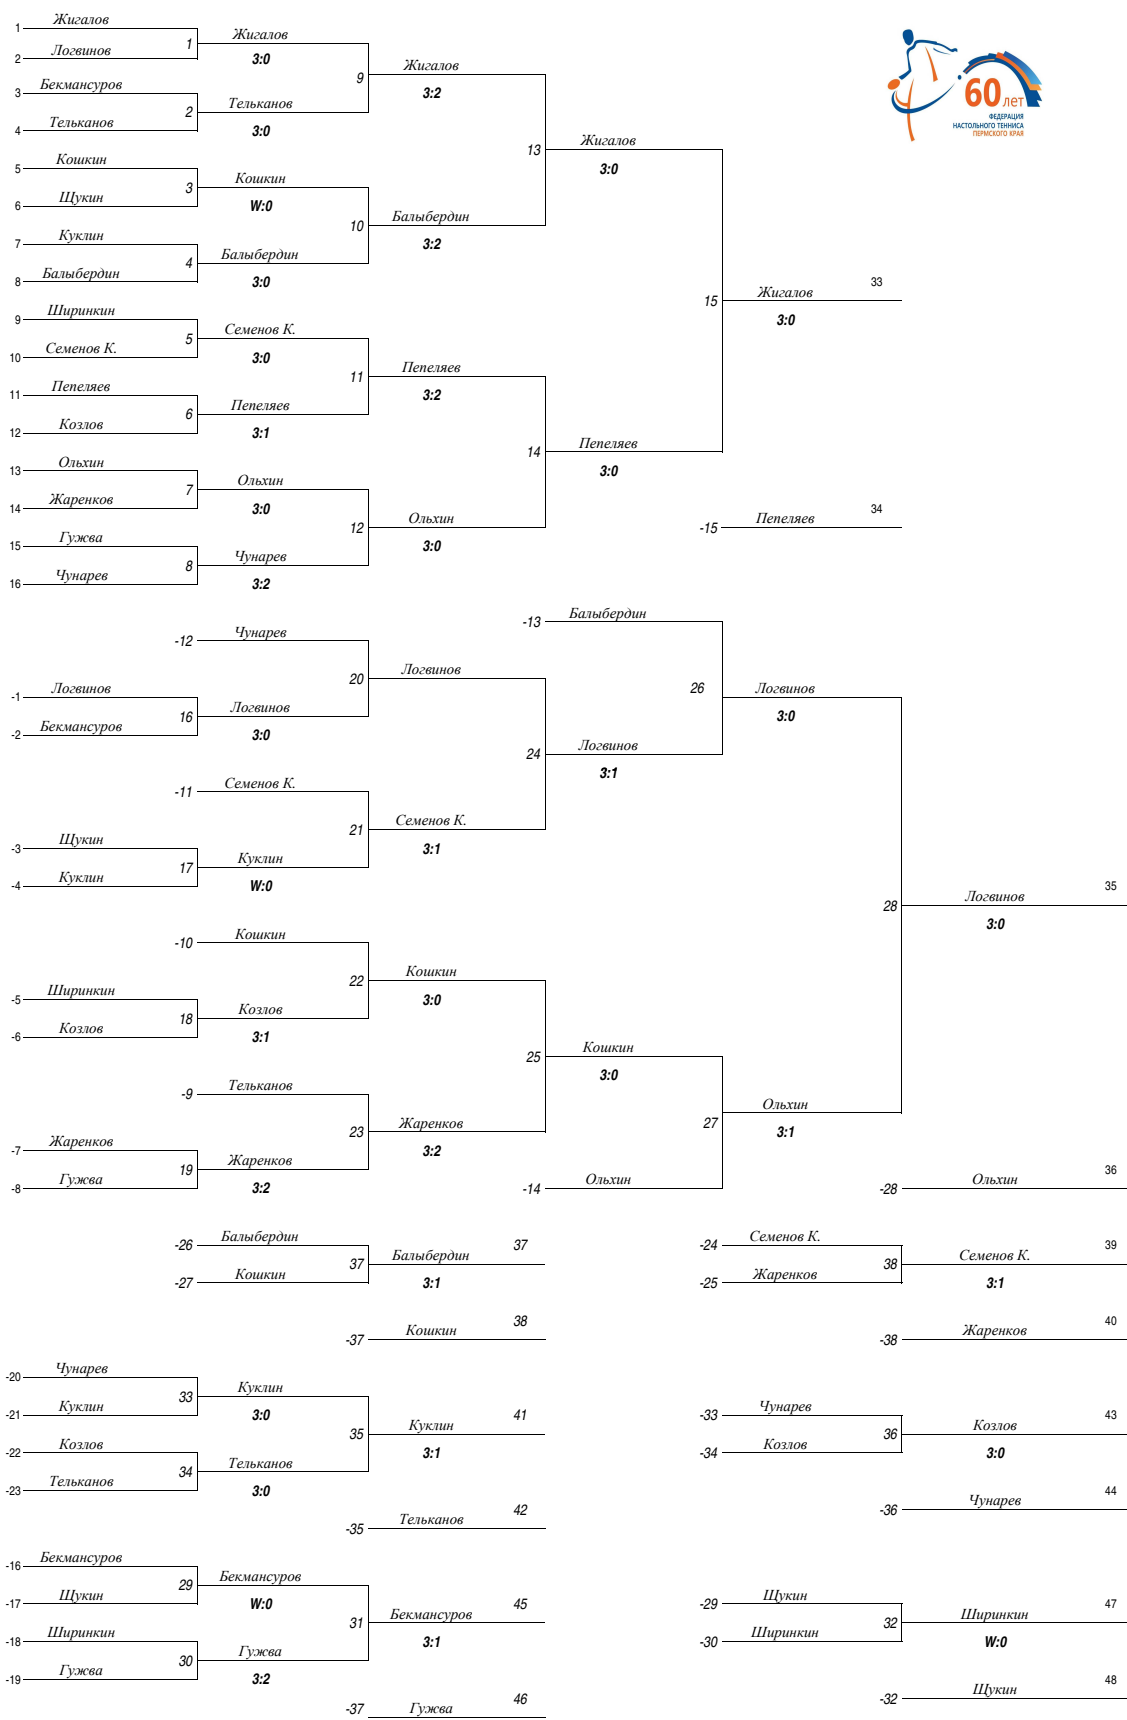 1 Жигалов
2 Логвинов
1 Жигалов
3:0
3 Бекмансуров
4 Тельканов
2 Тельканов
3:0
9 Жигалов
3:2
5 Кошкин
6 Щукин
3 Кошкин
W:0
7 Куклин
8 Балыбердин
4 Балыбердин
3:0
10 Балыбердин
3:2
13 Жигалов
3:0
9 Ширинкин
10 Семенов К.
5 Семенов К.
3:0
11 Пепеляев
12 Козлов
6 Пепеляев
3:1
11 Пепеляев
3:2
13 Ольхин
14 Жаренков
7 Ольхин
3:0
15 Гужва
16 Чунарев
8 Чунарев
3:2
12 Ольхин
3:0
14 Пепеляев
3:0
15 Жигалов 33
3:0
-15 Пепеляев 34
60 лет
ФЕДЕРАЦИЯ
НАСТОЛЬНОГО ТЕННИСА
ПЕРМСКОГО КРАЯ
-12 Чунарев
-1 Логвинов
-2 Бекмансуров
16 Логвинов
3:0
20 Логвинов
-11 Семенов К.
-3 Щукин
-4 Куклин
17 Куклин
W:0
21 Семенов К.
3:1
24 Логвинов
3:1
-13 Балыбердин
26 Логвинов
3:0
-10 Кошкин
-5 Ширинкин
-6 Козлов
18 Козлов
3:1
22 Кошкин
3:0
-9 Тельканов
-7 Жаренков
-8 Гужва
19 Жаренков
3:2
23 Жаренков
3:2
25 Кошкин
3:0
-14 Ольхин
27 Ольхин
3:1
28 Логвинов 35
3:0
-28 Ольхин 36
-26 Балыбердин
-27 Кошкин
37 Балыбердин 37
3:1
-37 Кошкин 38
-24 Семенов К.
-25 Жаренков
38 Семенов К. 39
3:1
-38 Жаренков 40
-20 Чунарев
-21 Куклин
33 Куклин
3:0
-22 Козлов
-23 Тельканов
34 Тельканов
3:0
35 Куклин 41
3:1
-35 Тельканов 42
-33 Чунарев
-34 Козлов
36 Козлов 43
3:0
-36 Чунарев 44
-16 Бекмансуров
-17 Щукин
29 Бекмансуров
W:0
-18 Ширинкин
-19 Гужва
30 Гужва
3:2
31 Бекмансуров 45
3:1
-37 Гужва 46
-29 Щукин
-30 Ширинкин
32 Ширинкин 47
W:0
-32 Щукин 48